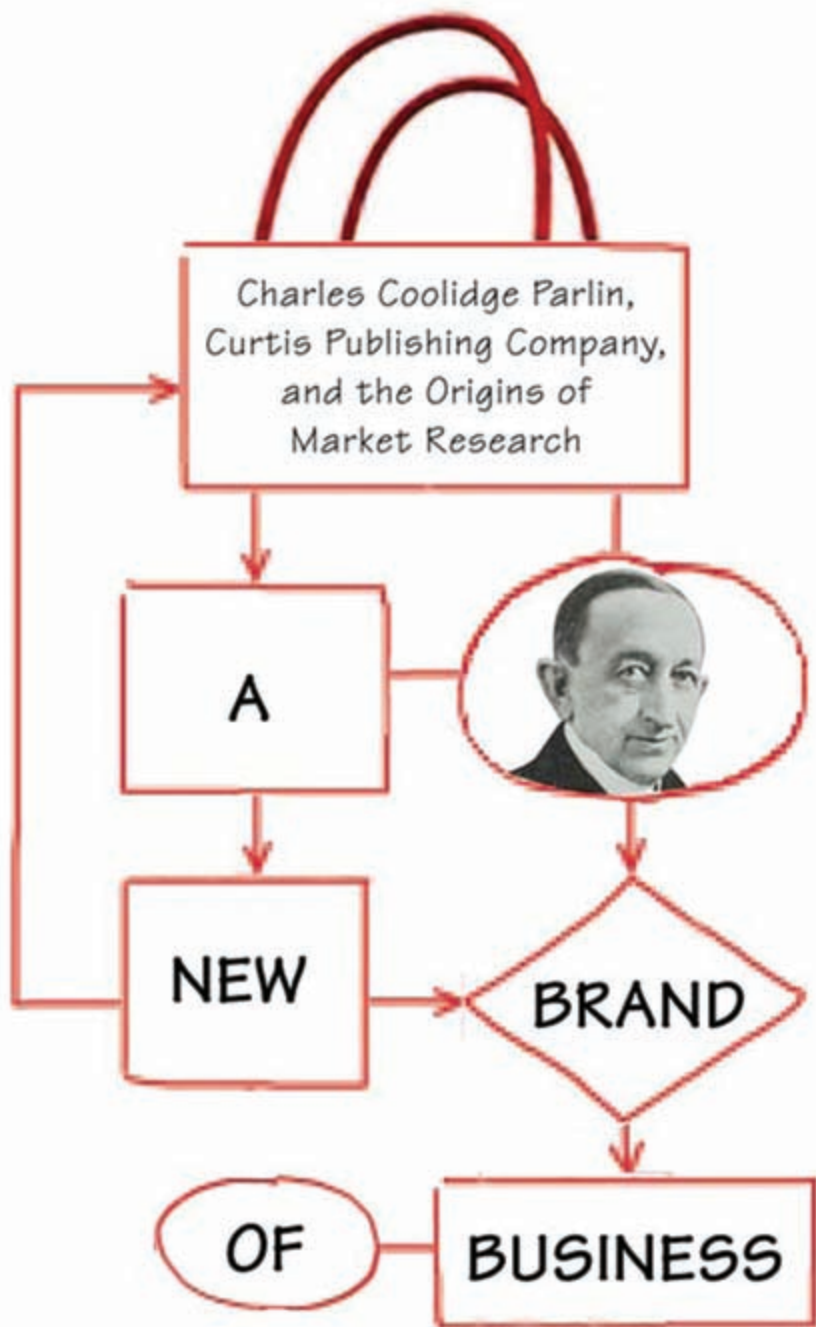 Charles Coolidge Parlin,
Curtis Publishing Company,
and the Origins of
Market Research
A
NEW
BRAND
OF
BUSINESS